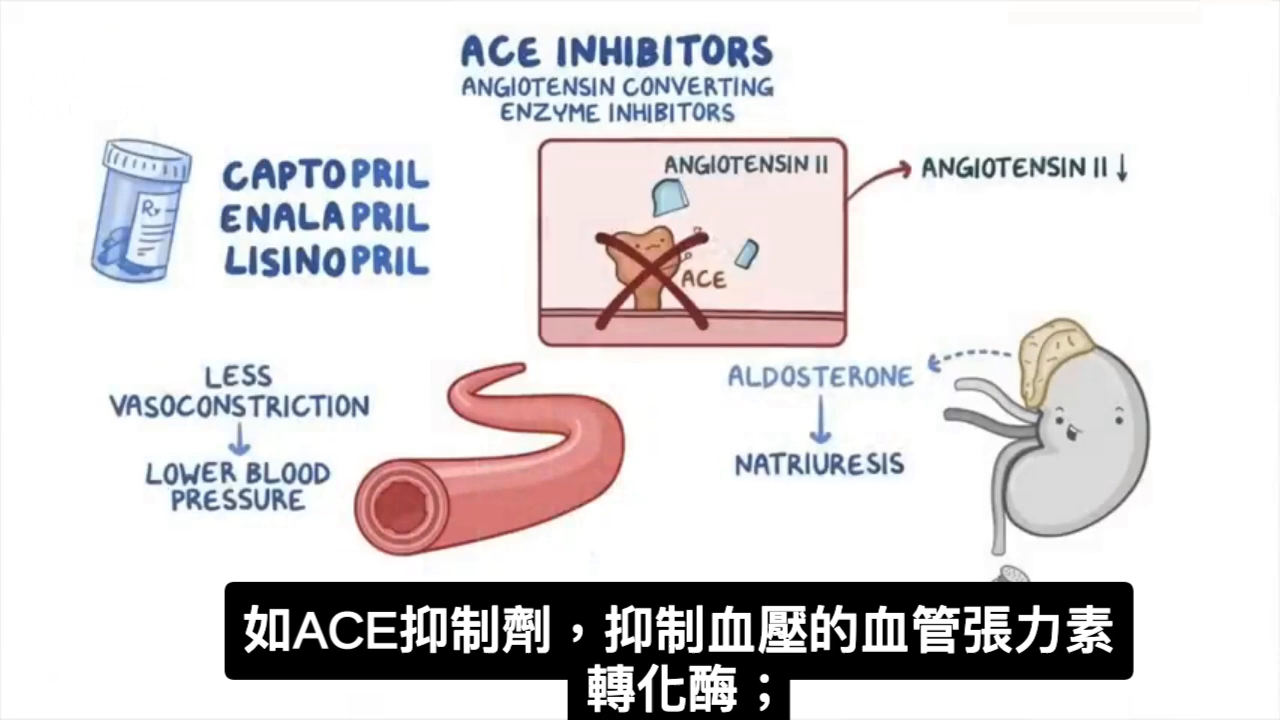 ACE INHIBITORS
ANGIOTENSIN CONVERTING
ENZYME INHIBITORS
CAPTOPRIL
ENALAPRIL
LISINOPRIL
Rx
ANGIOTENSIN II
ACE
ANGIOTENSIN II ↓
LESS
VASOCONSTRICTION
↓
LOWER BLOOD
PRESSURE
ALDOSTERONE
↓
NATRIURESIS
如ACE抑制劑，抑制血壓的血管張力素
轉化酶；